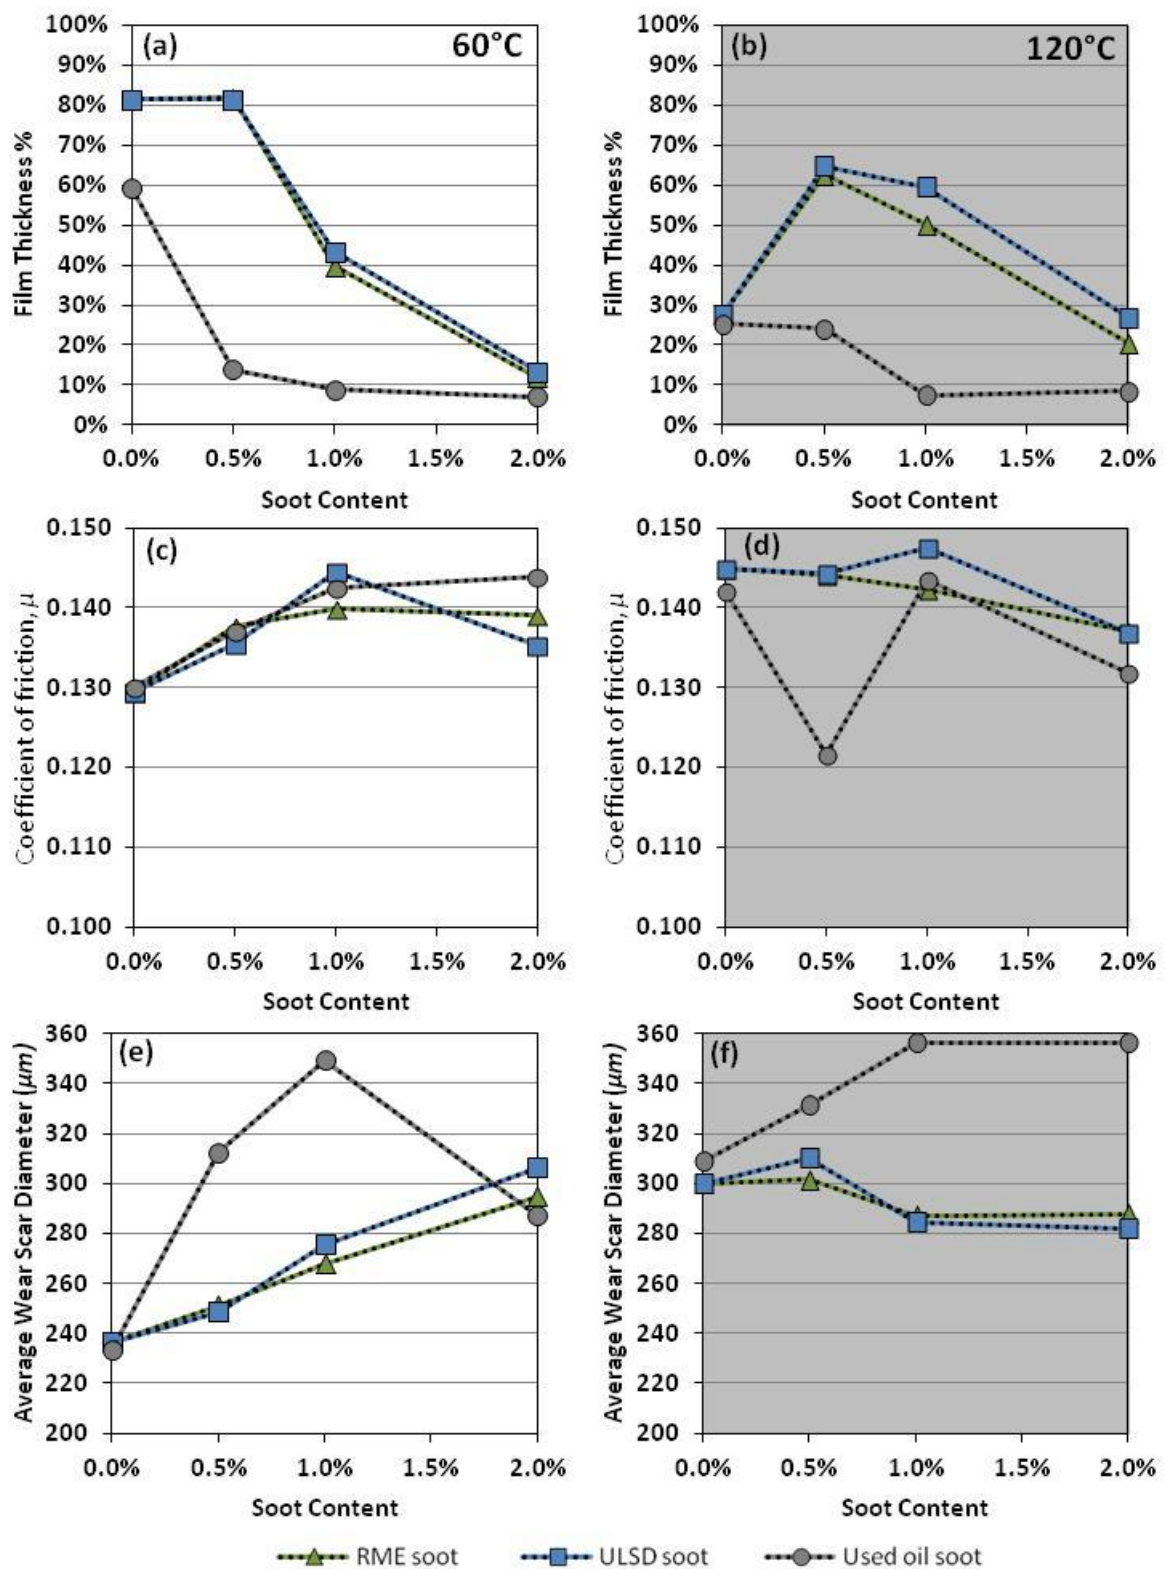 (a) 60°C
100%
90%
80%
70%
60%
50%
40%
30%
20%
10%
0%
Film Thickness %
0.0% 0.5% 1.0% 1.5% 2.0%
Soot Content
(b) 120°C
100%
90%
80%
70%
60%
50%
40%
30%
20%
10%
0%
Film Thickness %
0.0% 0.5% 1.0% 1.5% 2.0%
Soot Content
(c)
0.150
0.140
0.130
0.120
0.110
0.100
Coefficient of friction, μ
0.0% 0.5% 1.0% 1.5% 2.0%
Soot Content
(d)
0.150
0.140
0.130
0.120
0.110
0.100
Coefficient of friction, μ
0.0% 0.5% 1.0% 1.5% 2.0%
Soot Content
(e)
360
340
320
300
280
260
240
220
200
Average Wear Scar Diameter (μm)
0.0% 0.5% 1.0% 1.5% 2.0%
Soot Content
(f)
360
340
320
300
280
260
240
220
200
Average Wear Scar Diameter (μm)
0.0% 0.5% 1.0% 1.5% 2.0%
Soot Content
RME soot ULSD soot Used oil soot